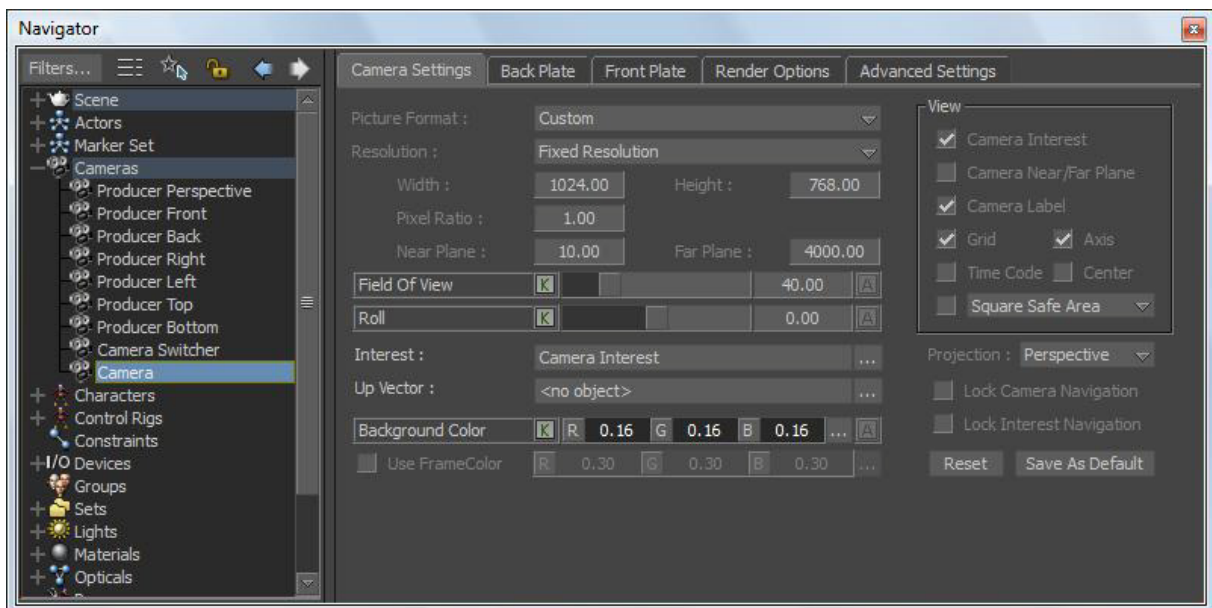 Navigator
Filters...
Scene
Actors
Marker Set
Cameras
Producer Perspective
Producer Front
Producer Back
Producer Right
Producer Left
Producer Top
Producer Bottom
Camera Switcher
Camera
Characters
Control Rigs
Constraints
I/O Devices
Groups
Sets
Lights
Materials
Opticals
Camera Settings Back Plate Front Plate Render Options Advanced Settings
Picture Format : Custom
Resolution : Fixed Resolution
Width : 1024.00 Height : 768.00
Pixel Ratio : 1.00
Near Plane : 10.00 Far Plane : 4000.00
Field Of View K 40.00 A
Roll K 0.00 A
Interest : Camera Interest ...
Up Vector : <no object> ...
Background Color K R 0.16 G 0.16 B 0.16 ... A
Use FrameColor R 0.30 G 0.30 B 0.30 ...
View
Camera Interest
Camera Near/Far Plane
Camera Label
Grid Axis
Time Code Center
Square Safe Area
Projection : Perspective
Lock Camera Navigation
Lock Interest Navigation
Reset Save As Default